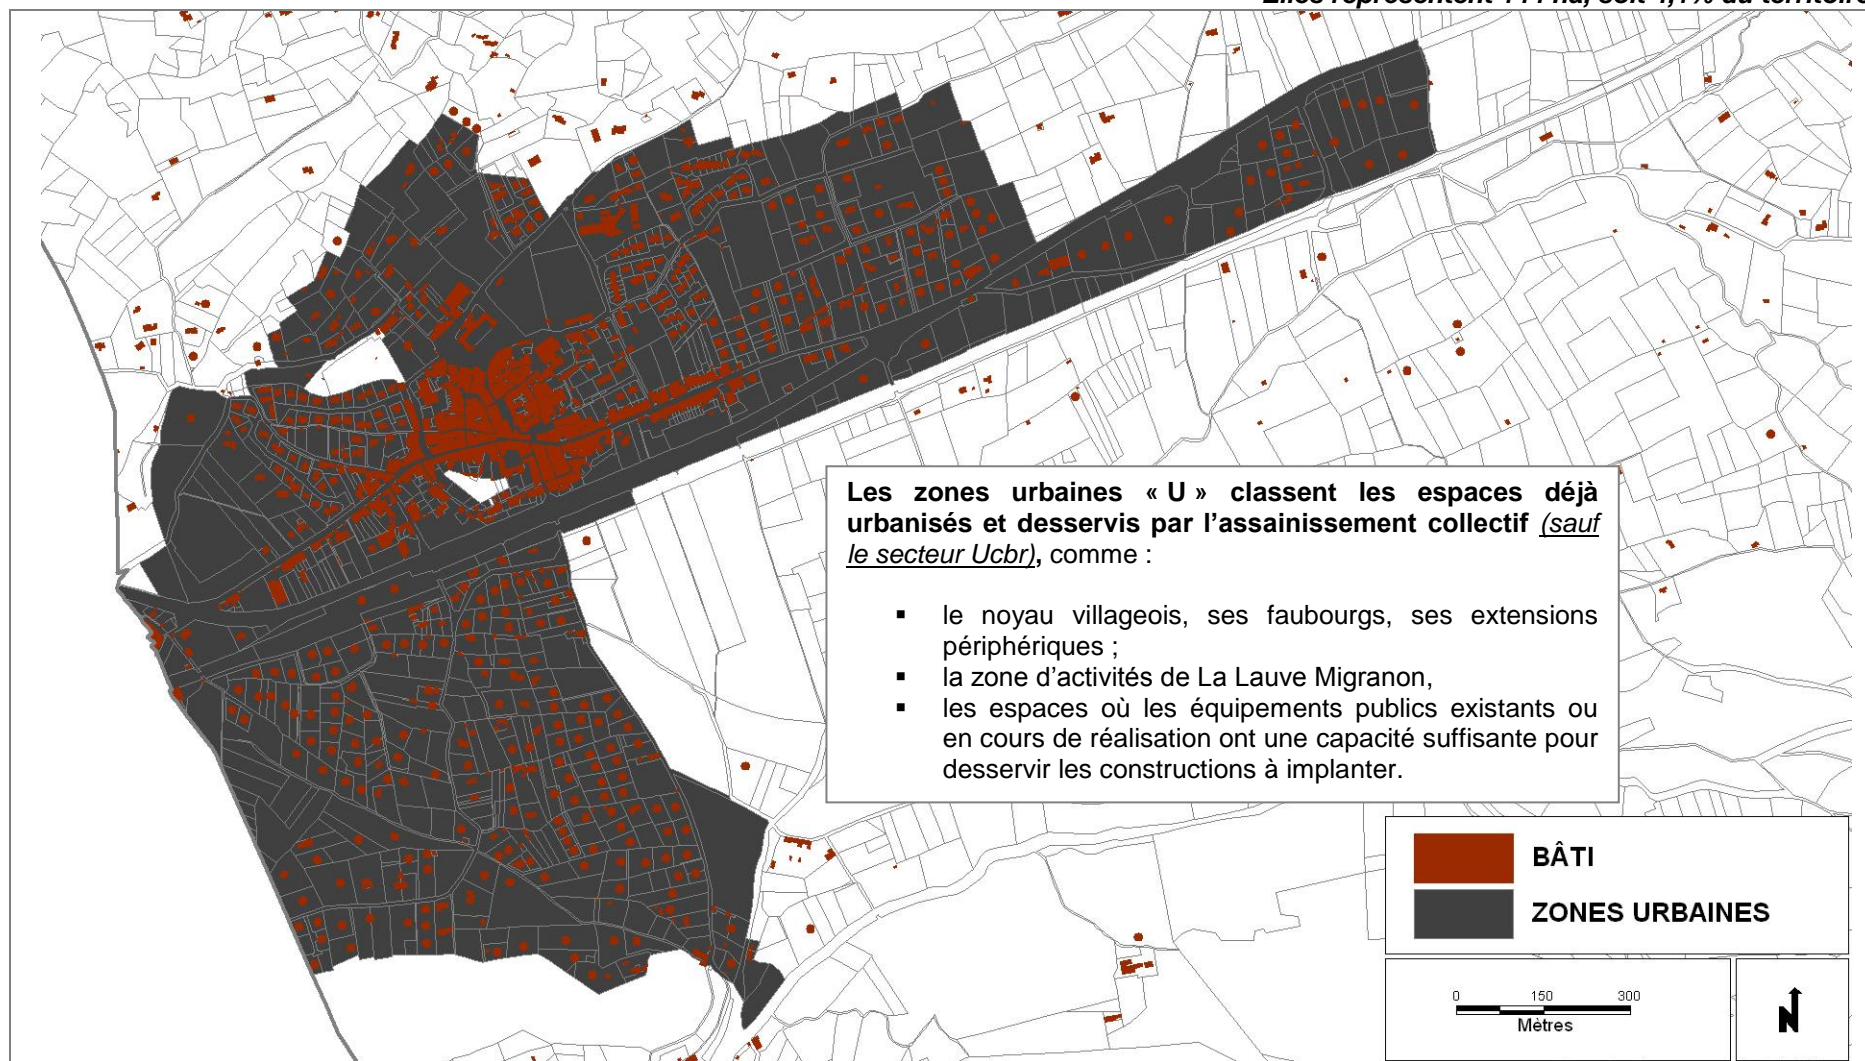 Les zones urbaines « U » classent les espaces déjà
urbanisés et desservis par l'assainissement collectif (sauf
le secteur Ucbr), comme :
▪ le noyau villageois, ses faubourgs, ses extensions
périphériques ;
▪ la zone d'activités de La Lauve Migranon,
▪ les espaces où les équipements publics existants ou
en cours de réalisation ont une capacité suffisante pour
desservir les constructions à implanter.
BÂTI
ZONES URBAINES
0 150 300
Mètres
N